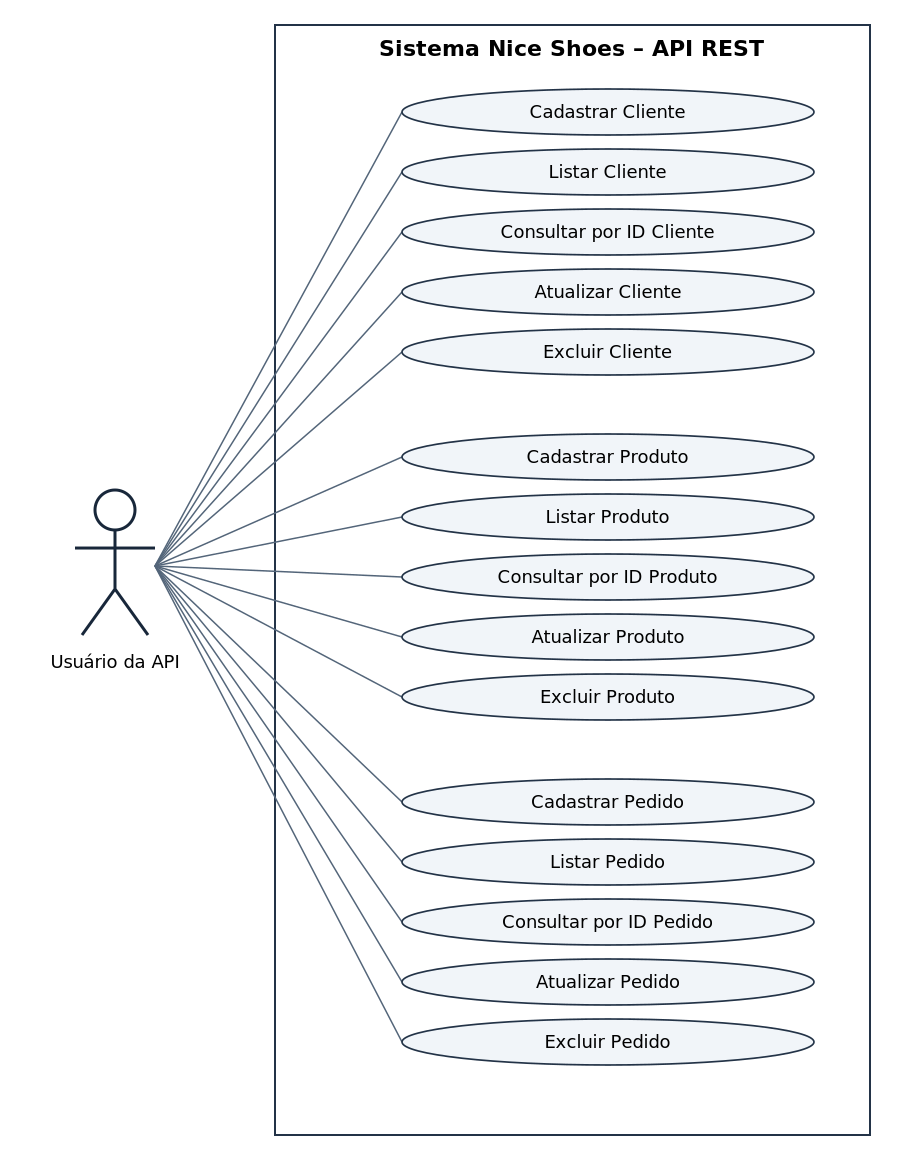 Sistema Nice Shoes – API REST
Cadastrar Cliente
Listar Cliente
Consultar por ID Cliente
Atualizar Cliente
Excluir Cliente
Cadastrar Produto
Listar Produto
Consultar por ID Produto
Atualizar Produto
Excluir Produto
Usuário da API
Cadastrar Pedido
Listar Pedido
Consultar por ID Pedido
Atualizar Pedido
Excluir Pedido